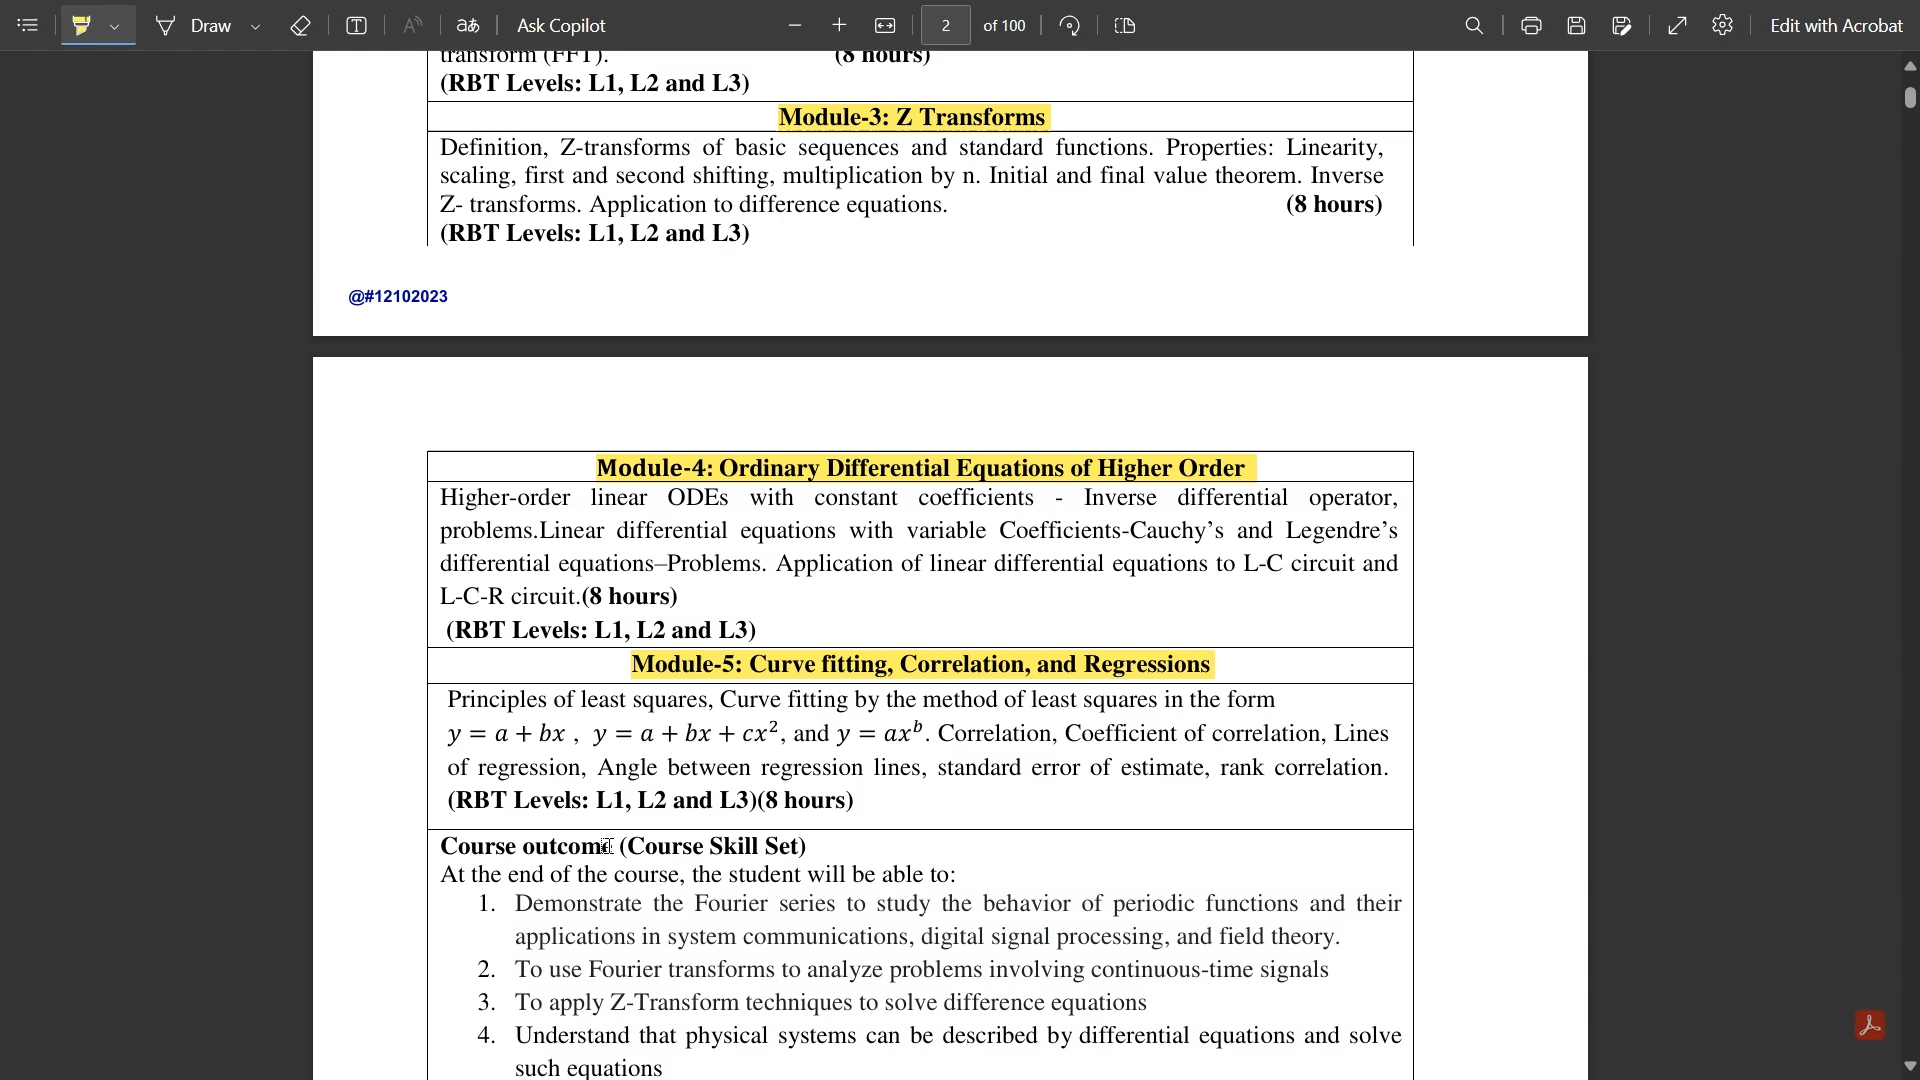 Draw
T
A
aあ
Ask Copilot
2 of 100
Edit with Acrobat
transform (FFT). (8 hours)
(RBT Levels: L1, L2 and L3)
Module-3: Z Transforms
Definition, Z-transforms of basic sequences and standard functions. Properties: Linearity,
scaling, first and second shifting, multiplication by n. Initial and final value theorem. Inverse
Z- transforms. Application to difference equations. (8 hours)
(RBT Levels: L1, L2 and L3)
@#12102023
Module-4: Ordinary Differential Equations of Higher Order
Higher-order linear ODEs with constant coefficients - Inverse differential operator,
problems.Linear differential equations with variable Coefficients-Cauchy’s and Legendre’s
differential equations–Problems. Application of linear differential equations to L-C circuit and
L-C-R circuit.(8 hours)
(RBT Levels: L1, L2 and L3)
Module-5: Curve fitting, Correlation, and Regressions
Principles of least squares, Curve fitting by the method of least squares in the form
y = a + bx , y = a + bx + cx², and y = axᵇ. Correlation, Coefficient of correlation, Lines
of regression, Angle between regression lines, standard error of estimate, rank correlation.
(RBT Levels: L1, L2 and L3)(8 hours)
Course outcome (Course Skill Set)
At the end of the course, the student will be able to:
1. Demonstrate the Fourier series to study the behavior of periodic functions and their
applications in system communications, digital signal processing, and field theory.
2. To use Fourier transforms to analyze problems involving continuous-time signals
3. To apply Z-Transform techniques to solve difference equations
4. Understand that physical systems can be described by differential equations and solve
such equations